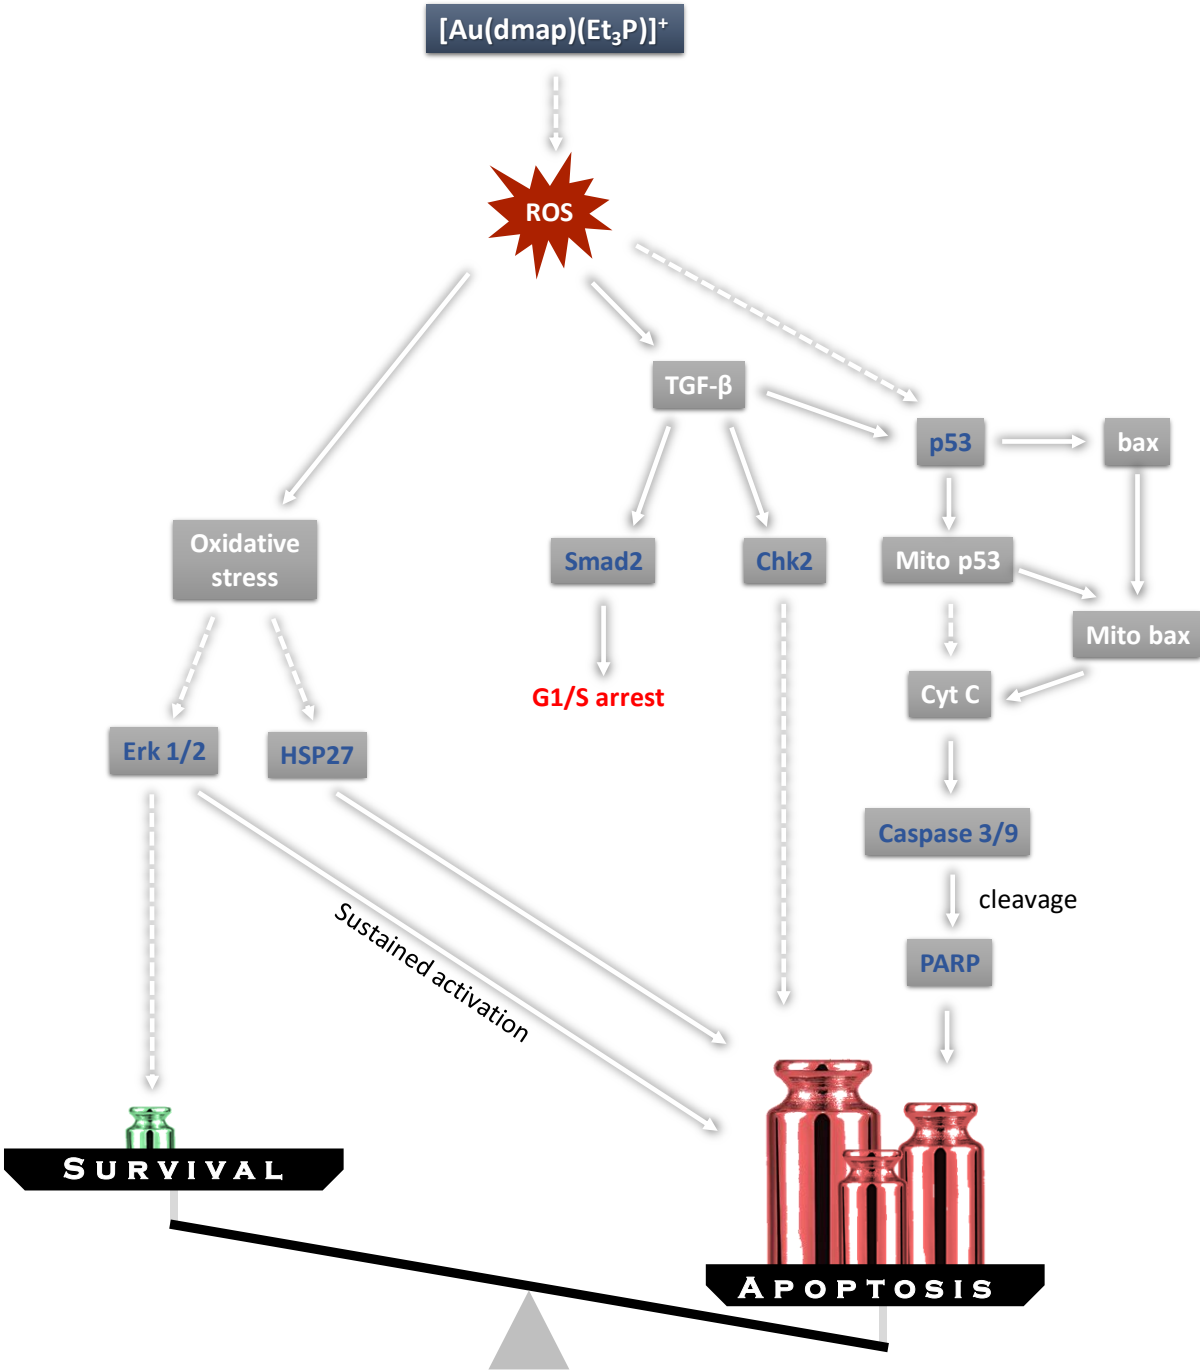 [Au(dmap)(Et₃P)]⁺
ROS
TGF-β
p53
bax
Oxidative
stress
Smad2
Chk2
Mito p53
Mito bax
G1/S arrest
Cyt C
Erk 1/2
HSP27
Caspase 3/9
cleavage
Sustained activation
PARP
SURVIVAL
APOPTOSIS